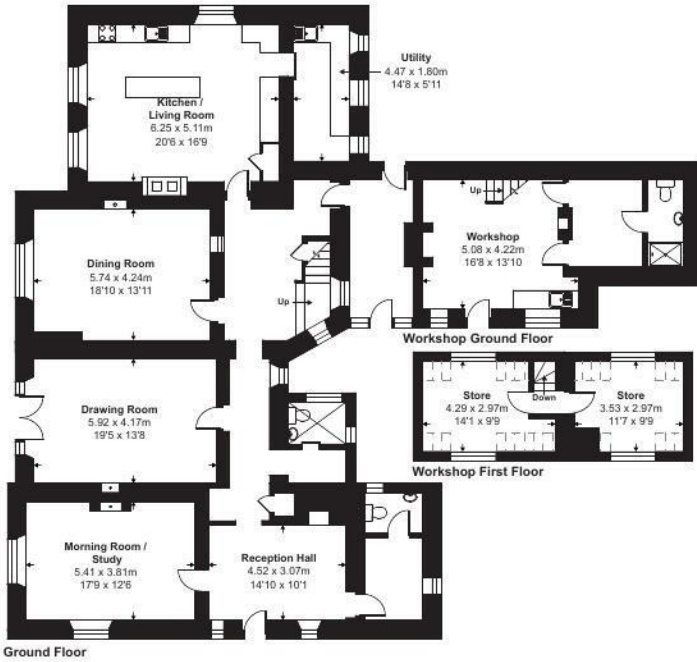 Utility
4.47 x 1.80m
14'8 x 5'11
Kitchen /
Living Room
6.25 x 5.11m
20'6 x 16'9
Up
Workshop
5.08 x 4.22m
16'8 x 13'10
Dining Room
5.74 x 4.24m
18'10 x 13'11
Up
Workshop Ground Floor
Store
4.29 x 2.97m
14'1 x 9'9
Down
Store
3.53 x 2.97m
11'7 x 9'9
Workshop First Floor
Drawing Room
5.92 x 4.17m
19'5 x 13'8
Morning Room /
Study
5.41 x 3.81m
17'9 x 12'6
Reception Hall
4.52 x 3.07m
14'10 x 10'1
Ground Floor